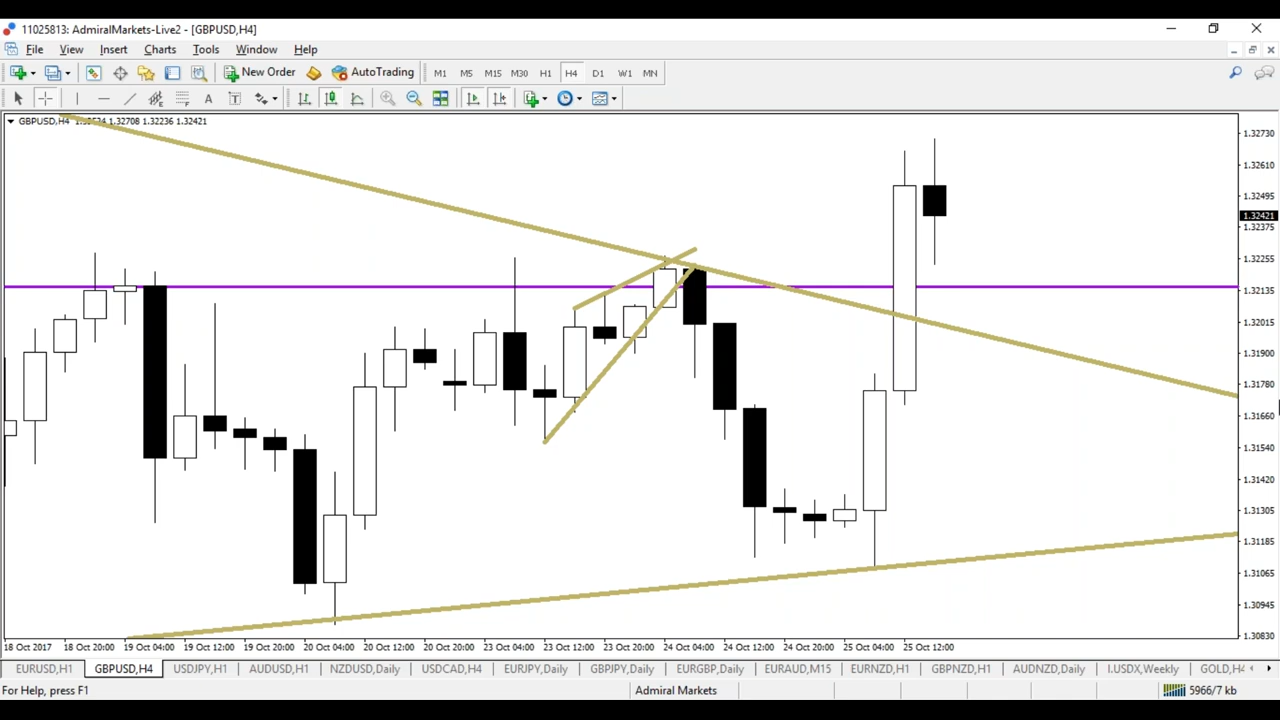 11025813: AdmiralMarkets-Live2 - [GBPUSD,H4]
File View Insert Charts Tools Window Help
New Order AutoTrading M1 M5 M15 M30 H1 H4 D1 W1 MN
A T
GBPUSD,H4 1.32708 1.32236 1.32421
1.32730
1.32610
1.32495
1.32421
1.32375
1.32255
1.32135
1.32015
1.31900
1.31780
1.31660
1.31540
1.31420
1.31305
1.31185
1.31065
1.30945
1.30830
18 Oct 2017 18 Oct 20:00 19 Oct 04:00 19 Oct 12:00 19 Oct 20:00 20 Oct 04:00 20 Oct 12:00 20 Oct 20:00 23 Oct 04:00 23 Oct 12:00 23 Oct 20:00 24 Oct 04:00 24 Oct 12:00 24 Oct 20:00 25 Oct 04:00 25 Oct 12:00
EURUSD,H1 GBPUSD,H4 USDJPY,H1 AUDUSD,H1 NZDUSD,Daily USDCAD,H4 EURJPY,Daily GBPJPY,Daily EURGBP,Daily EURAUD,M15 EURNZD,H1 GBPNZD,H1 AUDNZD,Daily I.USDX,Weekly GOLD,H4
For Help, press F1 Admiral Markets 5966/7 kb